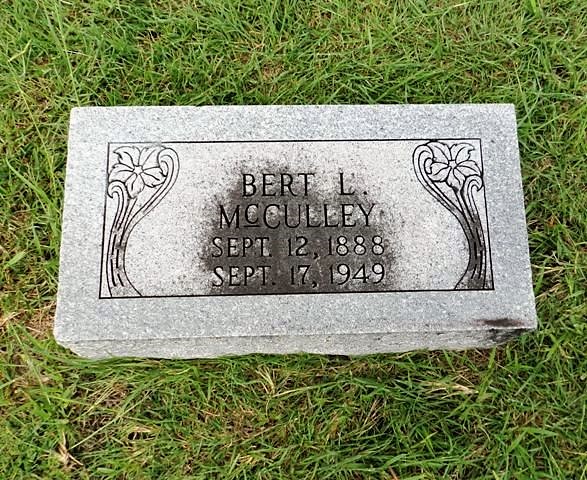 BERT L.
McCULLEY
SEPT. 12, 1888
SEPT. 17, 1949